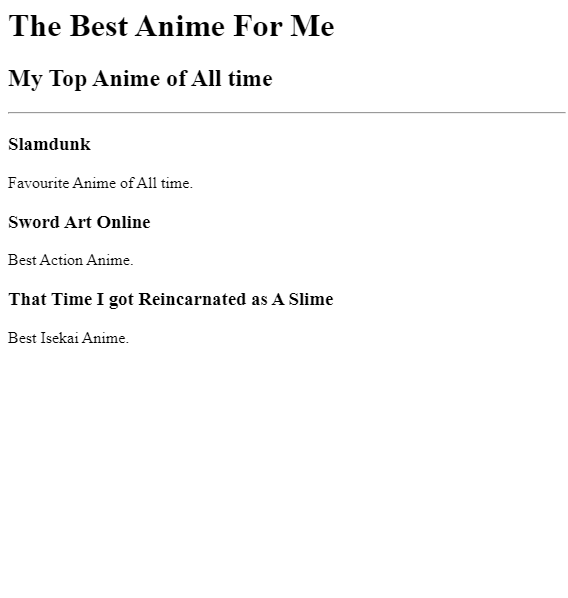 The Best Anime For Me
My Top Anime of All time
Slamdunk
Favourite Anime of All time.
Sword Art Online
Best Action Anime.
That Time I got Reincarnated as A Slime
Best Isekai Anime.